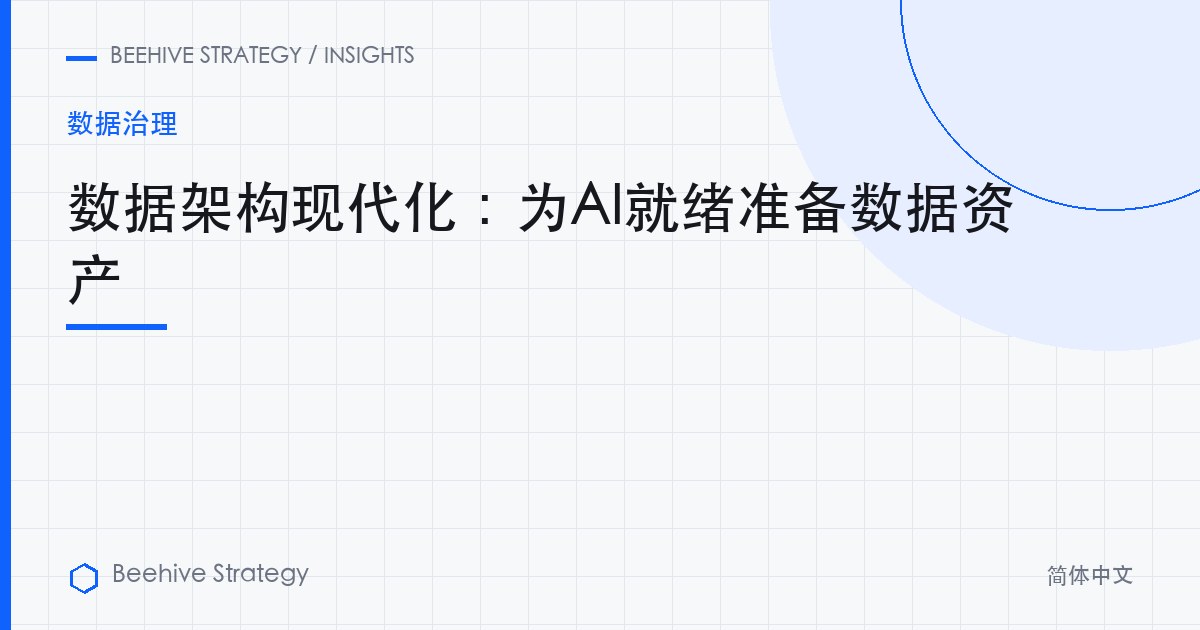 BEEHIVE STRATEGY / INSIGHTS
数据治理
数据架构现代化：为AI就绪准备数据资
产
Beehive Strategy
简体中文